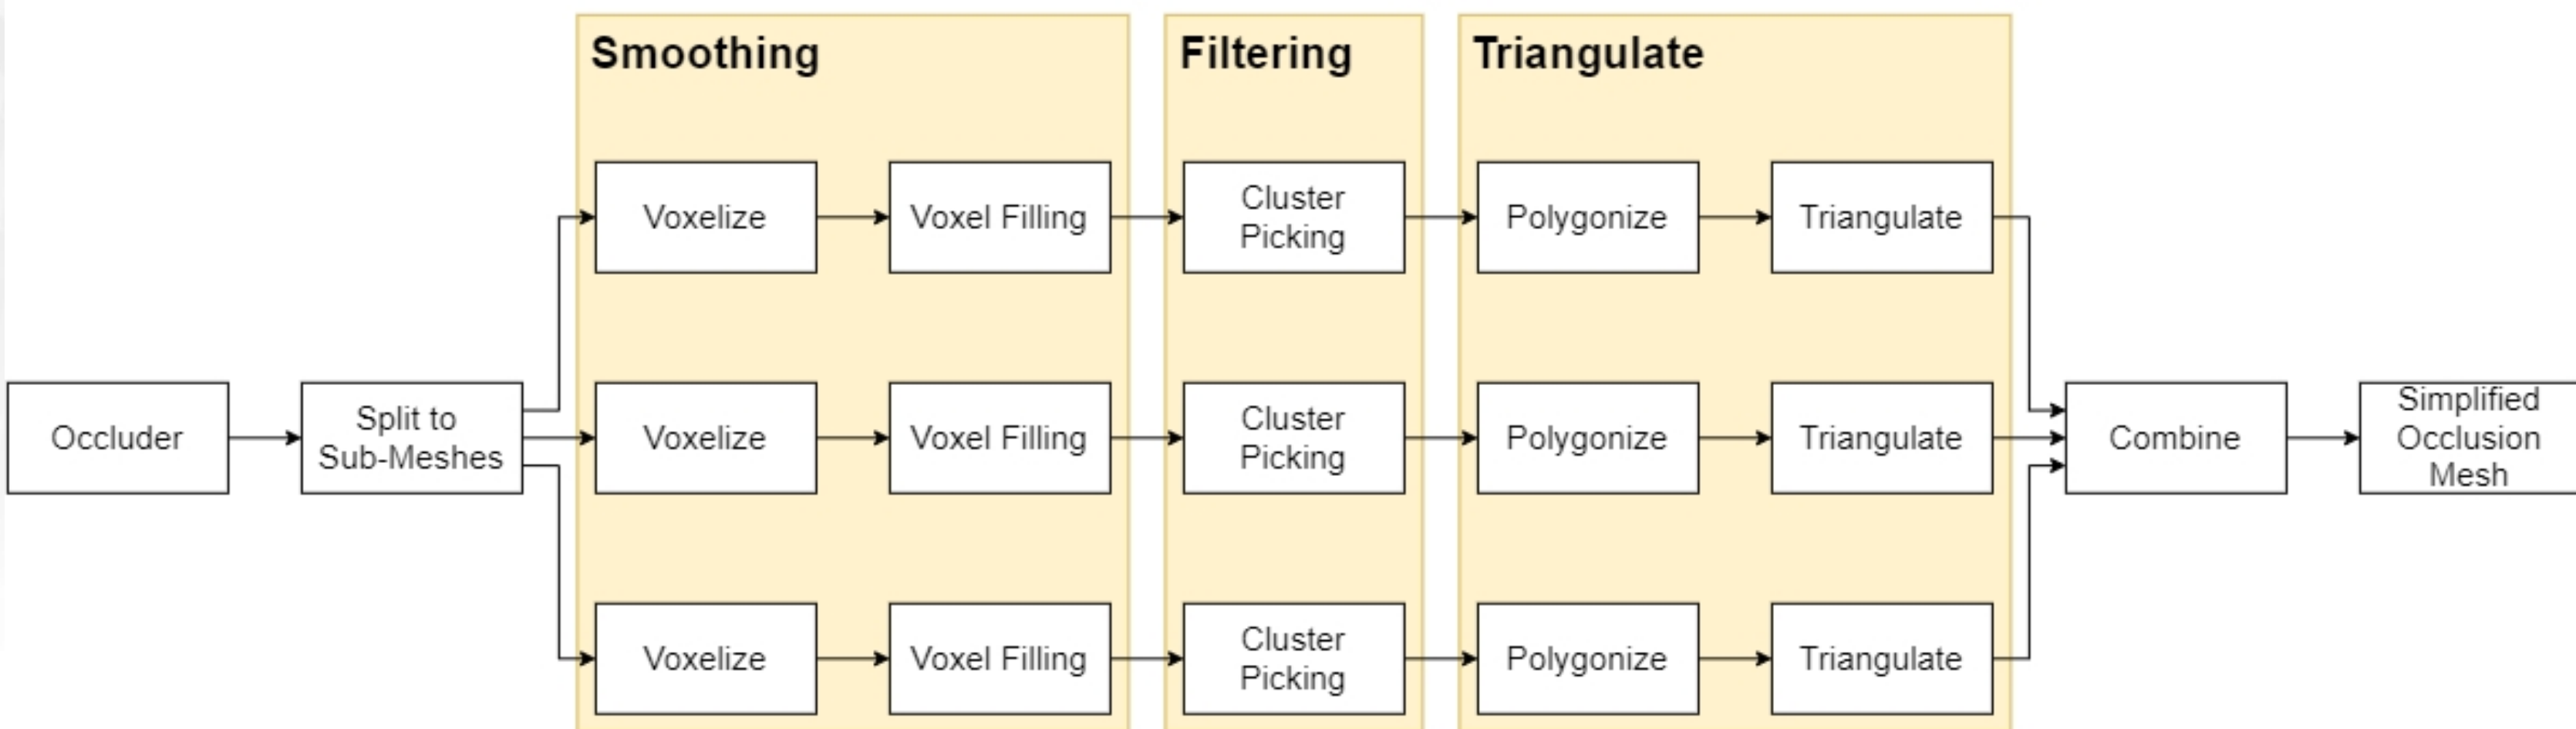 Smoothing
Filtering
Triangulate
Voxelize
Voxel Filling
Cluster
Picking
Polygonize
Triangulate
Occluder
Split to
Sub-Meshes
Voxelize
Voxel Filling
Cluster
Picking
Polygonize
Triangulate
Combine
Simplified
Occlusion
Mesh
Voxelize
Voxel Filling
Cluster
Picking
Polygonize
Triangulate